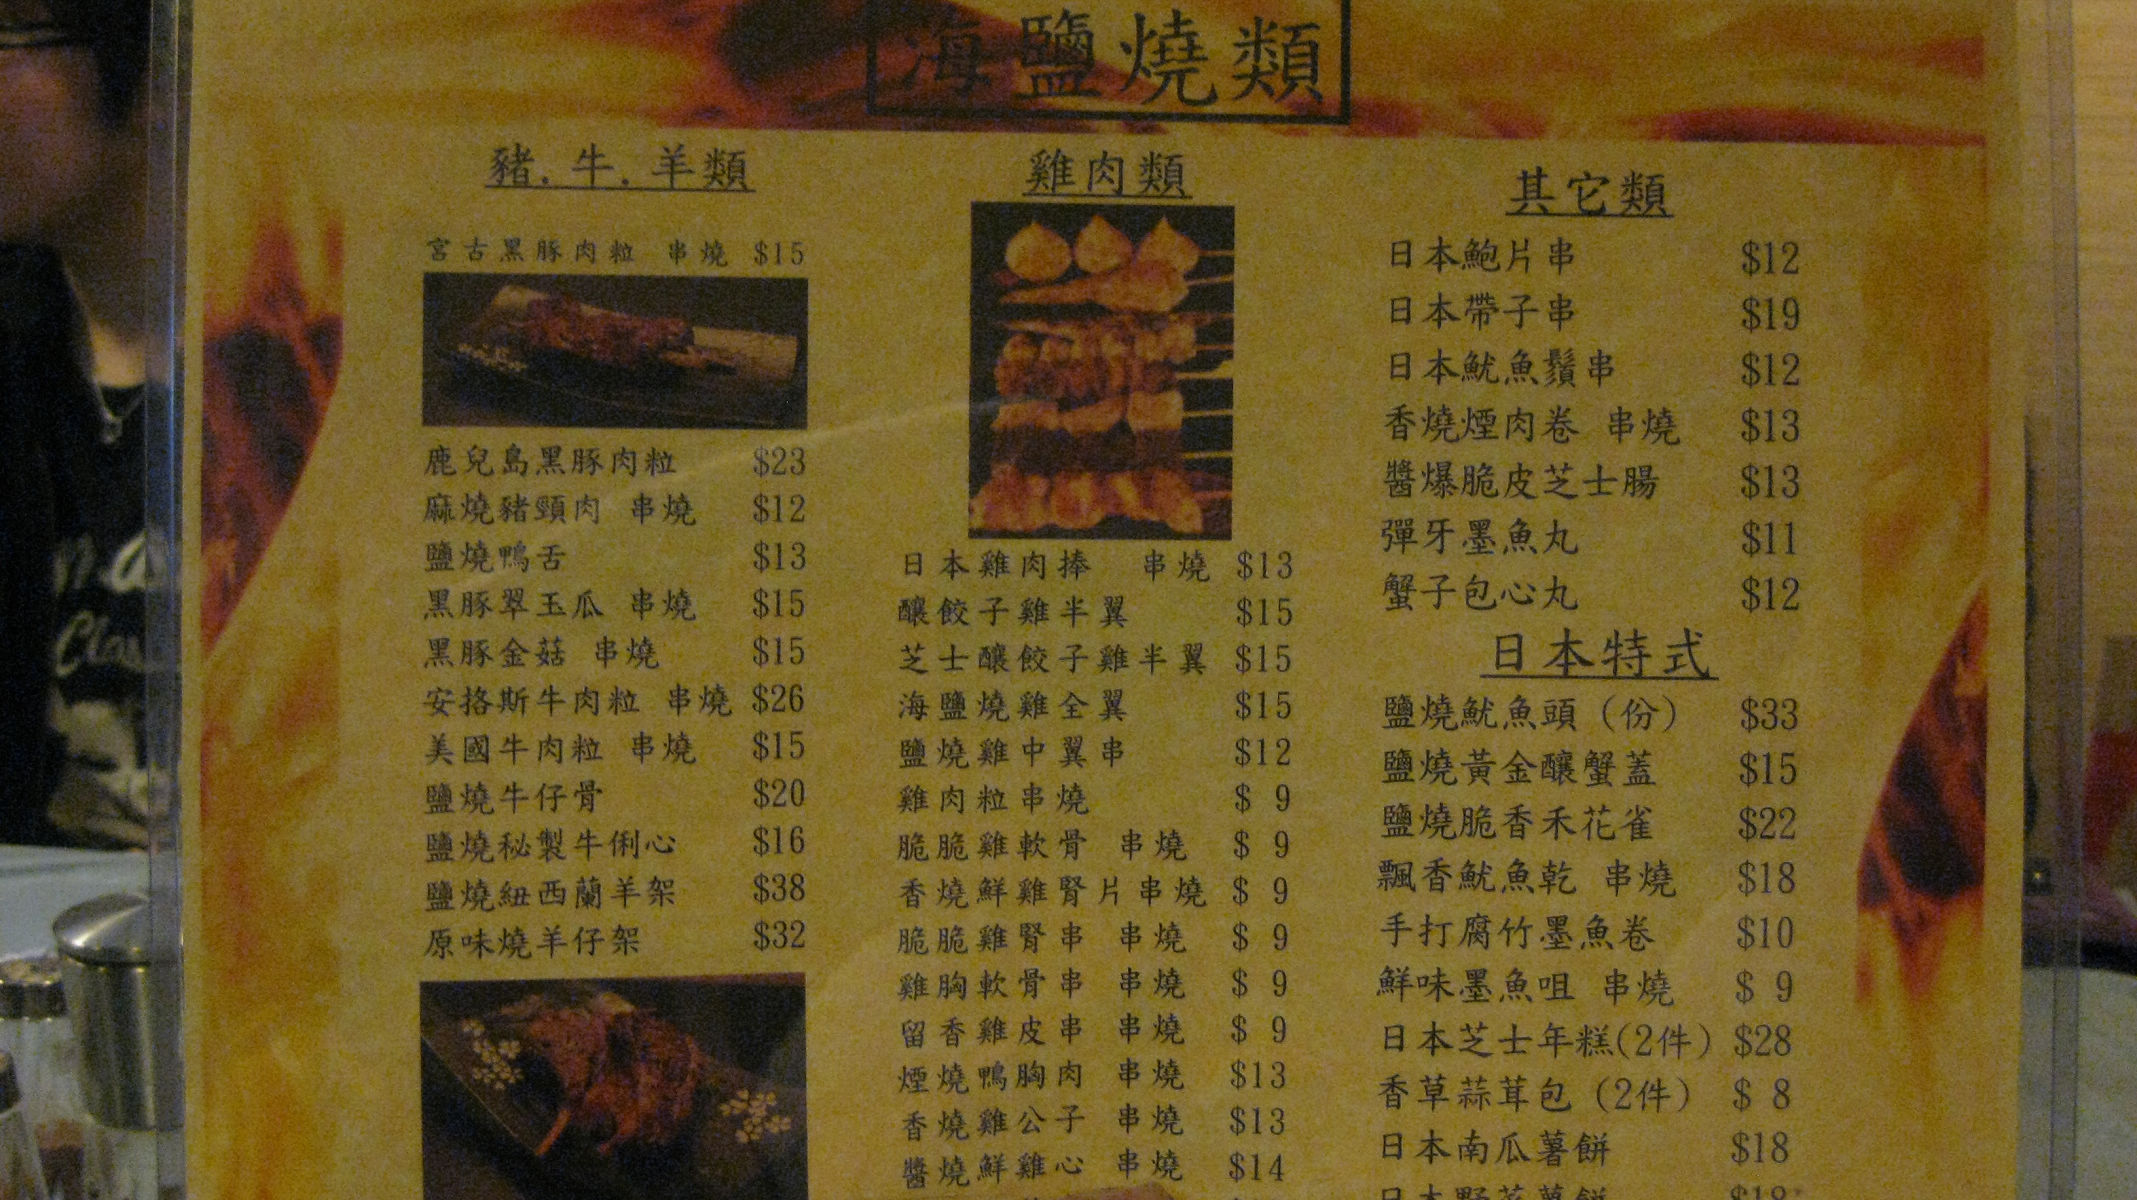 海鹽燒類
豬.牛.羊類
宮古黑豚肉粒 串燒 $15
鹿兒島黑豚肉粒 $23
麻燒豬頸肉 串燒 $12
鹽燒鴨舌 $13
黑豚翠玉瓜 串燒 $15
黑豚金菇 串燒 $15
安挌斯牛肉粒 串燒 $26
美國牛肉粒 串燒 $15
鹽燒牛仔骨 $20
鹽燒秘製牛俐心 $16
鹽燒紐西蘭羊架 $38
原味燒羊仔架 $32
雞肉類
日本雞肉捧 串燒 $13
釀餃子雞半翼 $15
芝士釀餃子雞半翼 $15
海鹽燒雞全翼 $15
鹽燒雞中翼串 $12
雞肉粒串燒 $ 9
脆脆雞軟骨 串燒 $ 9
香燒鮮雞腎片串燒 $ 9
脆脆雞腎串 串燒 $ 9
雞胸軟骨串 串燒 $ 9
留香雞皮串 串燒 $ 9
煙燒鴨胸肉 串燒 $13
香燒雞公子 串燒 $13
醬燒鮮雞心 串燒 $14
其它類
日本鮑片串 $12
日本帶子串 $19
日本魷魚鬚串 $12
香燒煙肉卷 串燒 $13
醬爆脆皮芝士腸 $13
彈牙墨魚丸 $11
蟹子包心丸 $12
日本特式
鹽燒魷魚頭（份） $33
鹽燒黃金釀蟹蓋 $15
鹽燒脆香禾花雀 $22
飄香魷魚乾 串燒 $18
手打腐竹墨魚卷 $10
鮮味墨魚咀 串燒 $ 9
日本芝士年糕(2件) $28
香草蒜茸包（2件） $ 8
日本南瓜薯餅 $18
日本野菜薯餅 $18